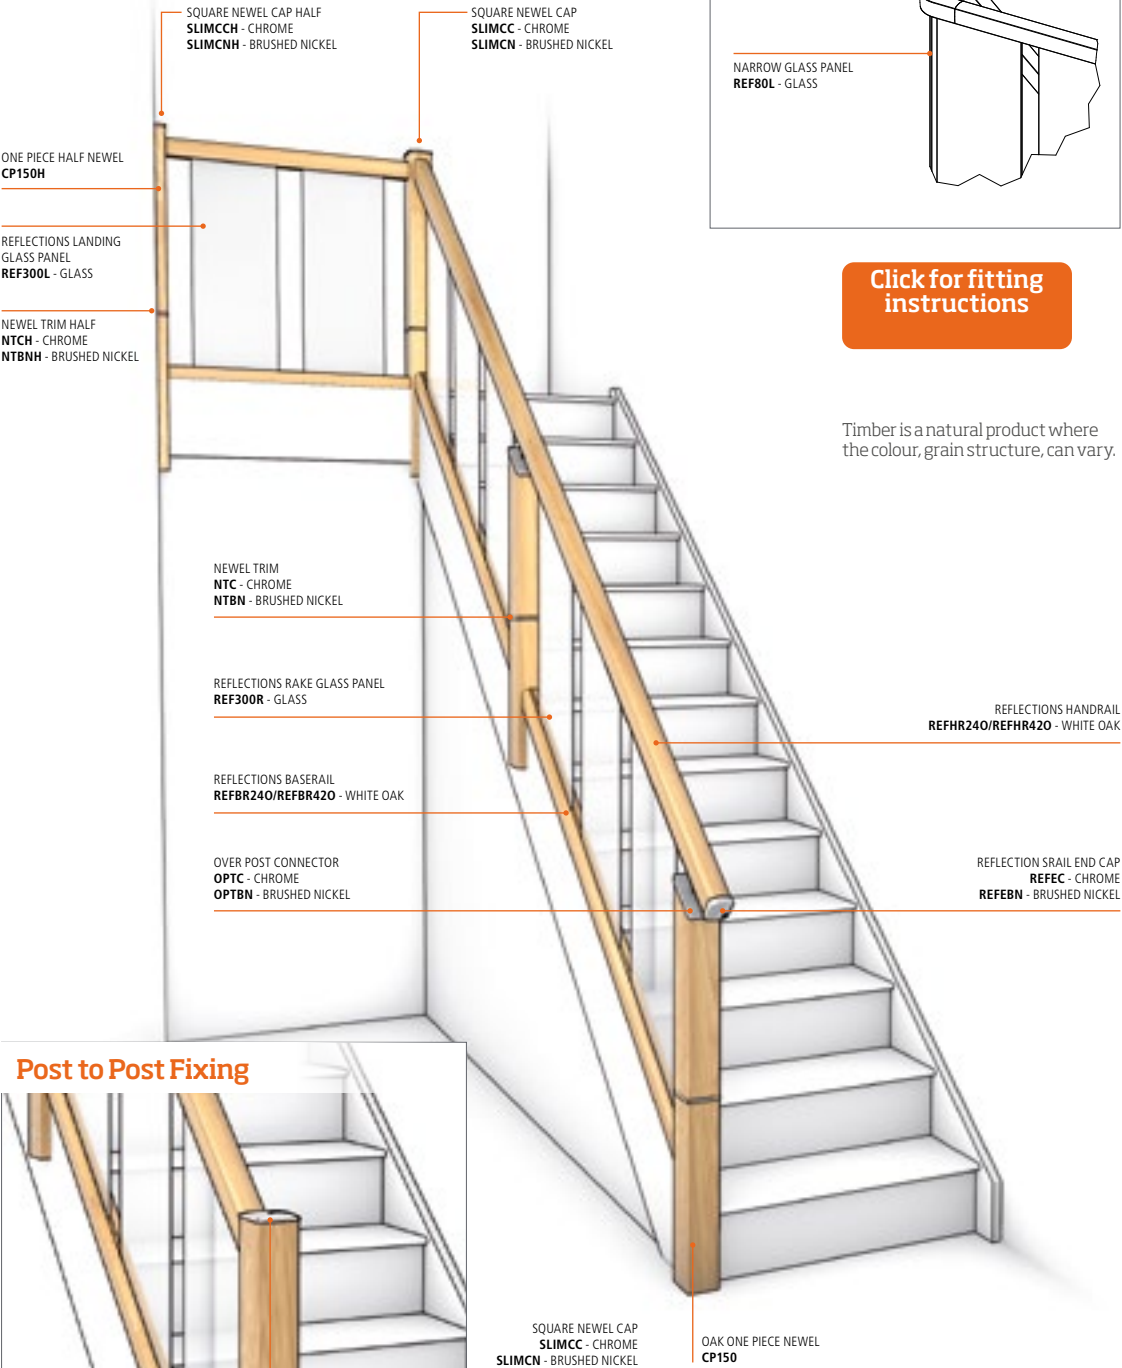 SQUARE NEWEL CAP HALF
SLIMCCH - CHROME
SLIMCNH - BRUSHED NICKEL
SQUARE NEWEL CAP
SLIMCC - CHROME
SLIMCN - BRUSHED NICKEL
NARROW GLASS PANEL
REF80L - GLASS
ONE PIECE HALF NEWEL
CP150H
REFLECTIONS LANDING
GLASS PANEL
REF300L - GLASS
NEWEL TRIM HALF
NTCH - CHROME
NTBNH - BRUSHED NICKEL
Click for fitting
instructions
Timber is a natural product where
the colour, grain structure, can vary.
NEWEL TRIM
NTC - CHROME
NTBN - BRUSHED NICKEL
REFLECTIONS RAKE GLASS PANEL
REF300R - GLASS
REFLECTIONS HANDRAIL
REFHR24O/REFHR42O - WHITE OAK
REFLECTIONS BASERAIL
REFBR24O/REFBR42O - WHITE OAK
OVER POST CONNECTOR
OPTC - CHROME
OPTBN - BRUSHED NICKEL
REFLECTION SRAIL END CAP
REFEC - CHROME
REFEBN - BRUSHED NICKEL
Post to Post Fixing
SQUARE NEWEL CAP
SLIMCC - CHROME
SLIMCN - BRUSHED NICKEL
OAK ONE PIECE NEWEL
CP150